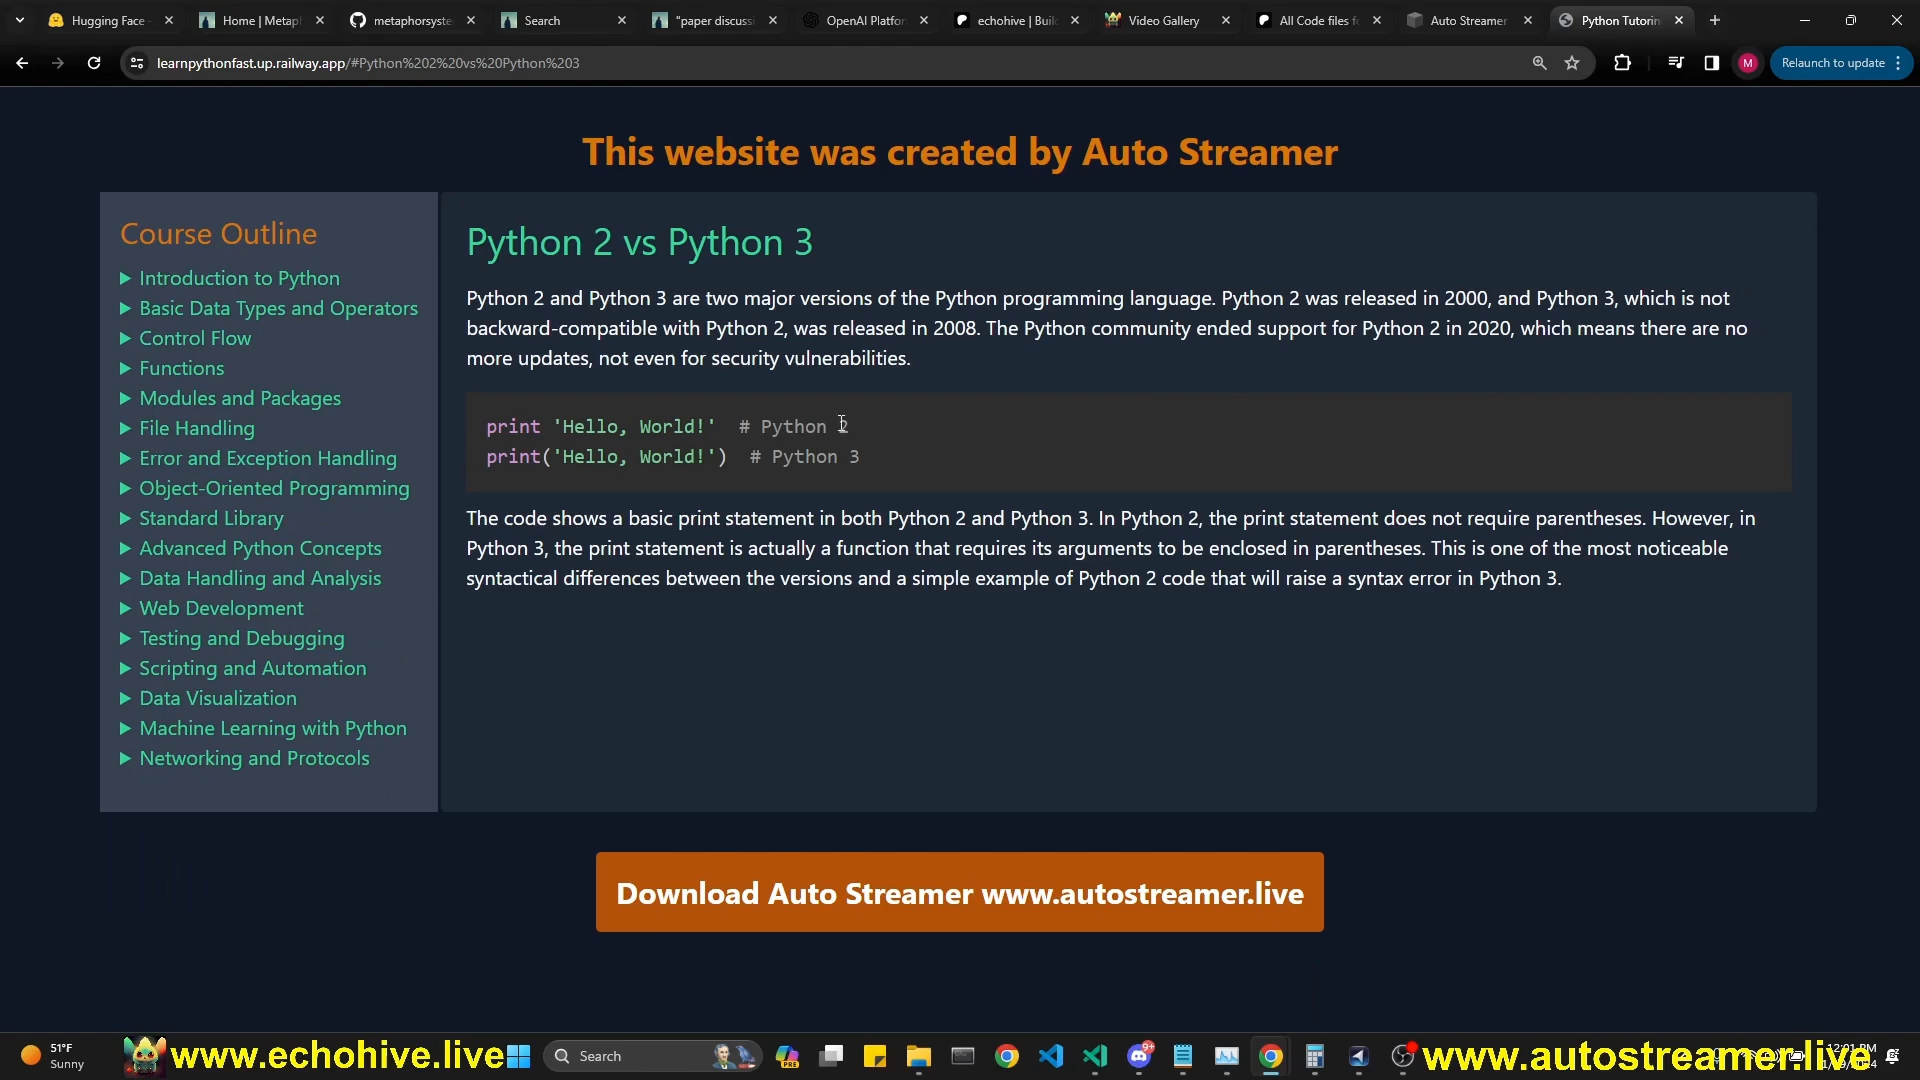 Hugging Face -
Home | Metaph
metaphorsyste
Search
"paper discussi
OpenAI Platfor
echohive | Buil
Video Gallery
All Code files fo
Auto Streamer
Python Tutorin
learnpythonfast.up.railway.app/#Python%202%20vs%20Python%203
M
Relaunch to update
This website was created by Auto Streamer
Course Outline
Introduction to Python
Basic Data Types and Operators
Control Flow
Functions
Modules and Packages
File Handling
Error and Exception Handling
Object-Oriented Programming
Standard Library
Advanced Python Concepts
Data Handling and Analysis
Web Development
Testing and Debugging
Scripting and Automation
Data Visualization
Machine Learning with Python
Networking and Protocols
Python 2 vs Python 3
Python 2 and Python 3 are two major versions of the Python programming language. Python 2 was released in 2000, and Python 3, which is not
backward-compatible with Python 2, was released in 2008. The Python community ended support for Python 2 in 2020, which means there are no
more updates, not even for security vulnerabilities.
print 'Hello, World!'  # Python 2
print('Hello, World!')  # Python 3
The code shows a basic print statement in both Python 2 and Python 3. In Python 2, the print statement does not require parentheses. However, in
Python 3, the print statement is actually a function that requires its arguments to be enclosed in parentheses. This is one of the most noticeable
syntactical differences between the versions and a simple example of Python 2 code that will raise a syntax error in Python 3.
Download Auto Streamer www.autostreamer.live
51°F
Sunny
www.echohive.live
Search
PRE
9+
www.autostreamer.live
12:01 PM